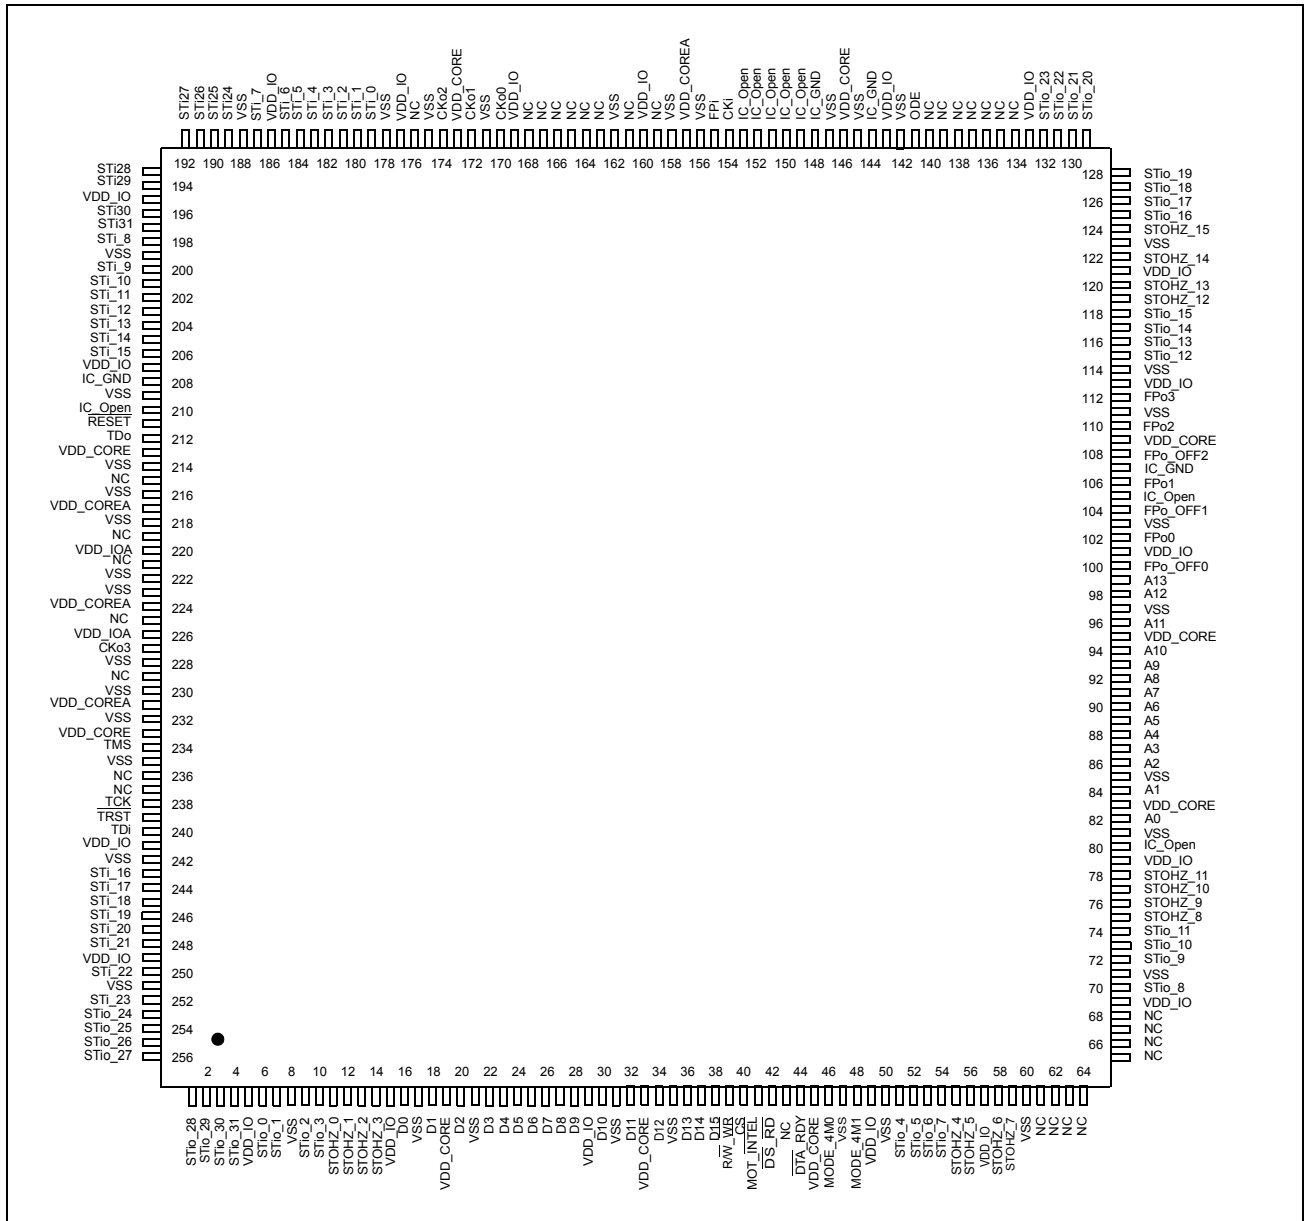 STi27 STi26 STi25 STi24 VSS STi_7 VDD_IO STi_6 STi_5 STi_4 STi_3 STi_2 STi_1 STi_0 VSS VDD_IO NC VSS CKo2 VDD_CORE CKo1 VSS CKo0 VDD_IO NC NC NC NC NC NC VSS NC VDD_IO NC VSS VDD_COREA VSS FPi CKi IC_Open IC_Open IC_Open IC_Open IC_Open IC_GND VSS VDD_CORE VSS IC_GND VDD_IO VSS ODE NC NC NC NC NC NC NC VDD_IO STio_23 STio_22 STio_21 STio_20
192 190 188 186 184 182 180 178 176 174 172 170 168 166 164 162 160 158 156 154 152 150 148 146 144 142 140 138 136 134 132 130
STi28
STi29 194
VDD_IO
STi30 196
STi31
STi_8 198
VSS
STi_9 200
STi_10
STi_11 202
STi_12
STi_13 204
STi_14
STi_15 206
VDD_IO
IC_GND 208
VSS
IC_Open 210
RESET
TDo 212
VDD_CORE
VSS 214
NC
VSS 216
VDD_COREA
VSS 218
NC
VDD_IOA 220
NC
VSS 222
VSS
VDD_COREA 224
NC
VDD_IOA 226
CKo3
VSS 228
NC
VSS 230
VDD_COREA
VSS 232
VDD_CORE
TMS 234
VSS
NC 236
NC
TCK 238
TRST
TDi 240
VDD_IO
VSS 242
STi_16
STi_17 244
STi_18
STi_19 246
STi_20
STi_21 248
VDD_IO
STi_22 250
VSS
STi_23 252
STio_24
STio_25 254
STio_26
STio_27 256
128 STio_19
STio_18
126 STio_17
STio_16
124 STOHZ_15
VSS
122 STOHZ_14
VDD_IO
120 STOHZ_13
STOHZ_12
118 STio_15
STio_14
116 STio_13
STio_12
114 VSS
VDD_IO
112 FPo3
VSS
110 FPo2
VDD_CORE
108 FPo_OFF2
IC_GND
106 FPo1
IC_Open
104 FPo_OFF1
VSS
102 FPo0
VDD_IO
100 FPo_OFF0
A13
98 A12
VSS
96 A11
VDD_CORE
94 A10
A9
92 A8
A7
90 A6
A5
88 A4
A3
86 A2
VSS
84 A1
VDD_CORE
82 A0
VSS
80 IC_Open
VDD_IO
78 STOHZ_11
STOHZ_10
76 STOHZ_9
STOHZ_8
74 STio_11
STio_10
72 STio_9
VSS
70 STio_8
VDD_IO
68 NC
NC
66 NC
NC
2 4 6 8 10 12 14 16 18 20 22 24 26 28 30 32 34 36 38 40 42 44 46 48 50 52 54 56 58 60 62 64
STio_28 STio_29 STio_30 STio_31 VDD_IO STio_0 STio_1 VSS STio_2 STio_3 STOHZ_0 STOHZ_1 STOHZ_2 STOHZ_3 VDD_IO D0 VSS D1 VDD_CORE D2 VSS D3 D4 D5 D6 D7 D8 D9 VDD_IO D10 VSS D11 VDD_CORE D12 VSS D13 D14 D15 R/W_WR CS MOT_INTEL DS_RD NC DTA_RDY VDD_CORE MODE_4M0 VSS MODE_4M1 VDD_IO VSS STio_4 STio_5 STio_6 STio_7 STOHZ_4 STOHZ_5 VDD_IO STOHZ_6 STOHZ_7 VSS NC NC NC NC